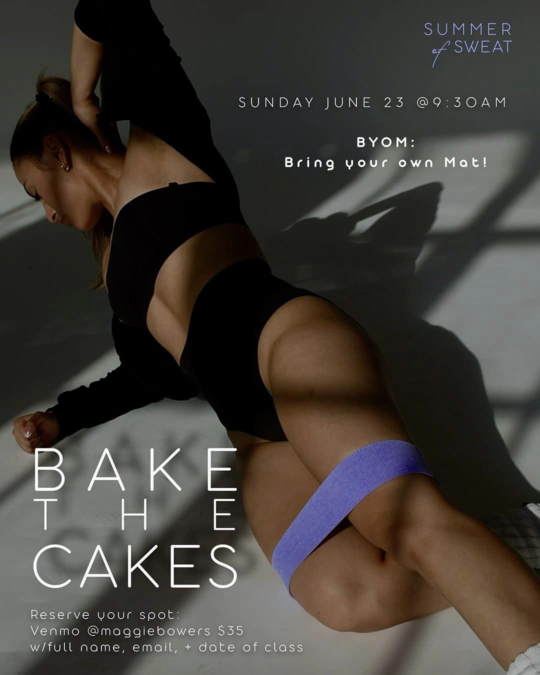 SUMMER
of SWEAT
SUNDAY JUNE 23 @9:30AM
BYOM:
Bring your own Mat!
BAKE
THE
CAKES
Reserve your spot:
Venmo @maggiebowers $35
w/full name, email, + date of class